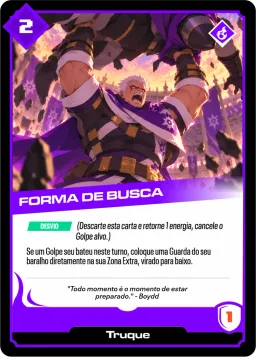 2
FORMA DE BUSCA
DESVIO (Descarte esta carta e retorne 1 energia, cancele o
Golpe alvo.)
Se um Golpe seu bateu neste turno, coloque uma Guarda do seu
baralho diretamente na sua Zona Extra, virado para baixo.
"Todo momento é o momento de estar
preparado." - Boydd
1
Truque